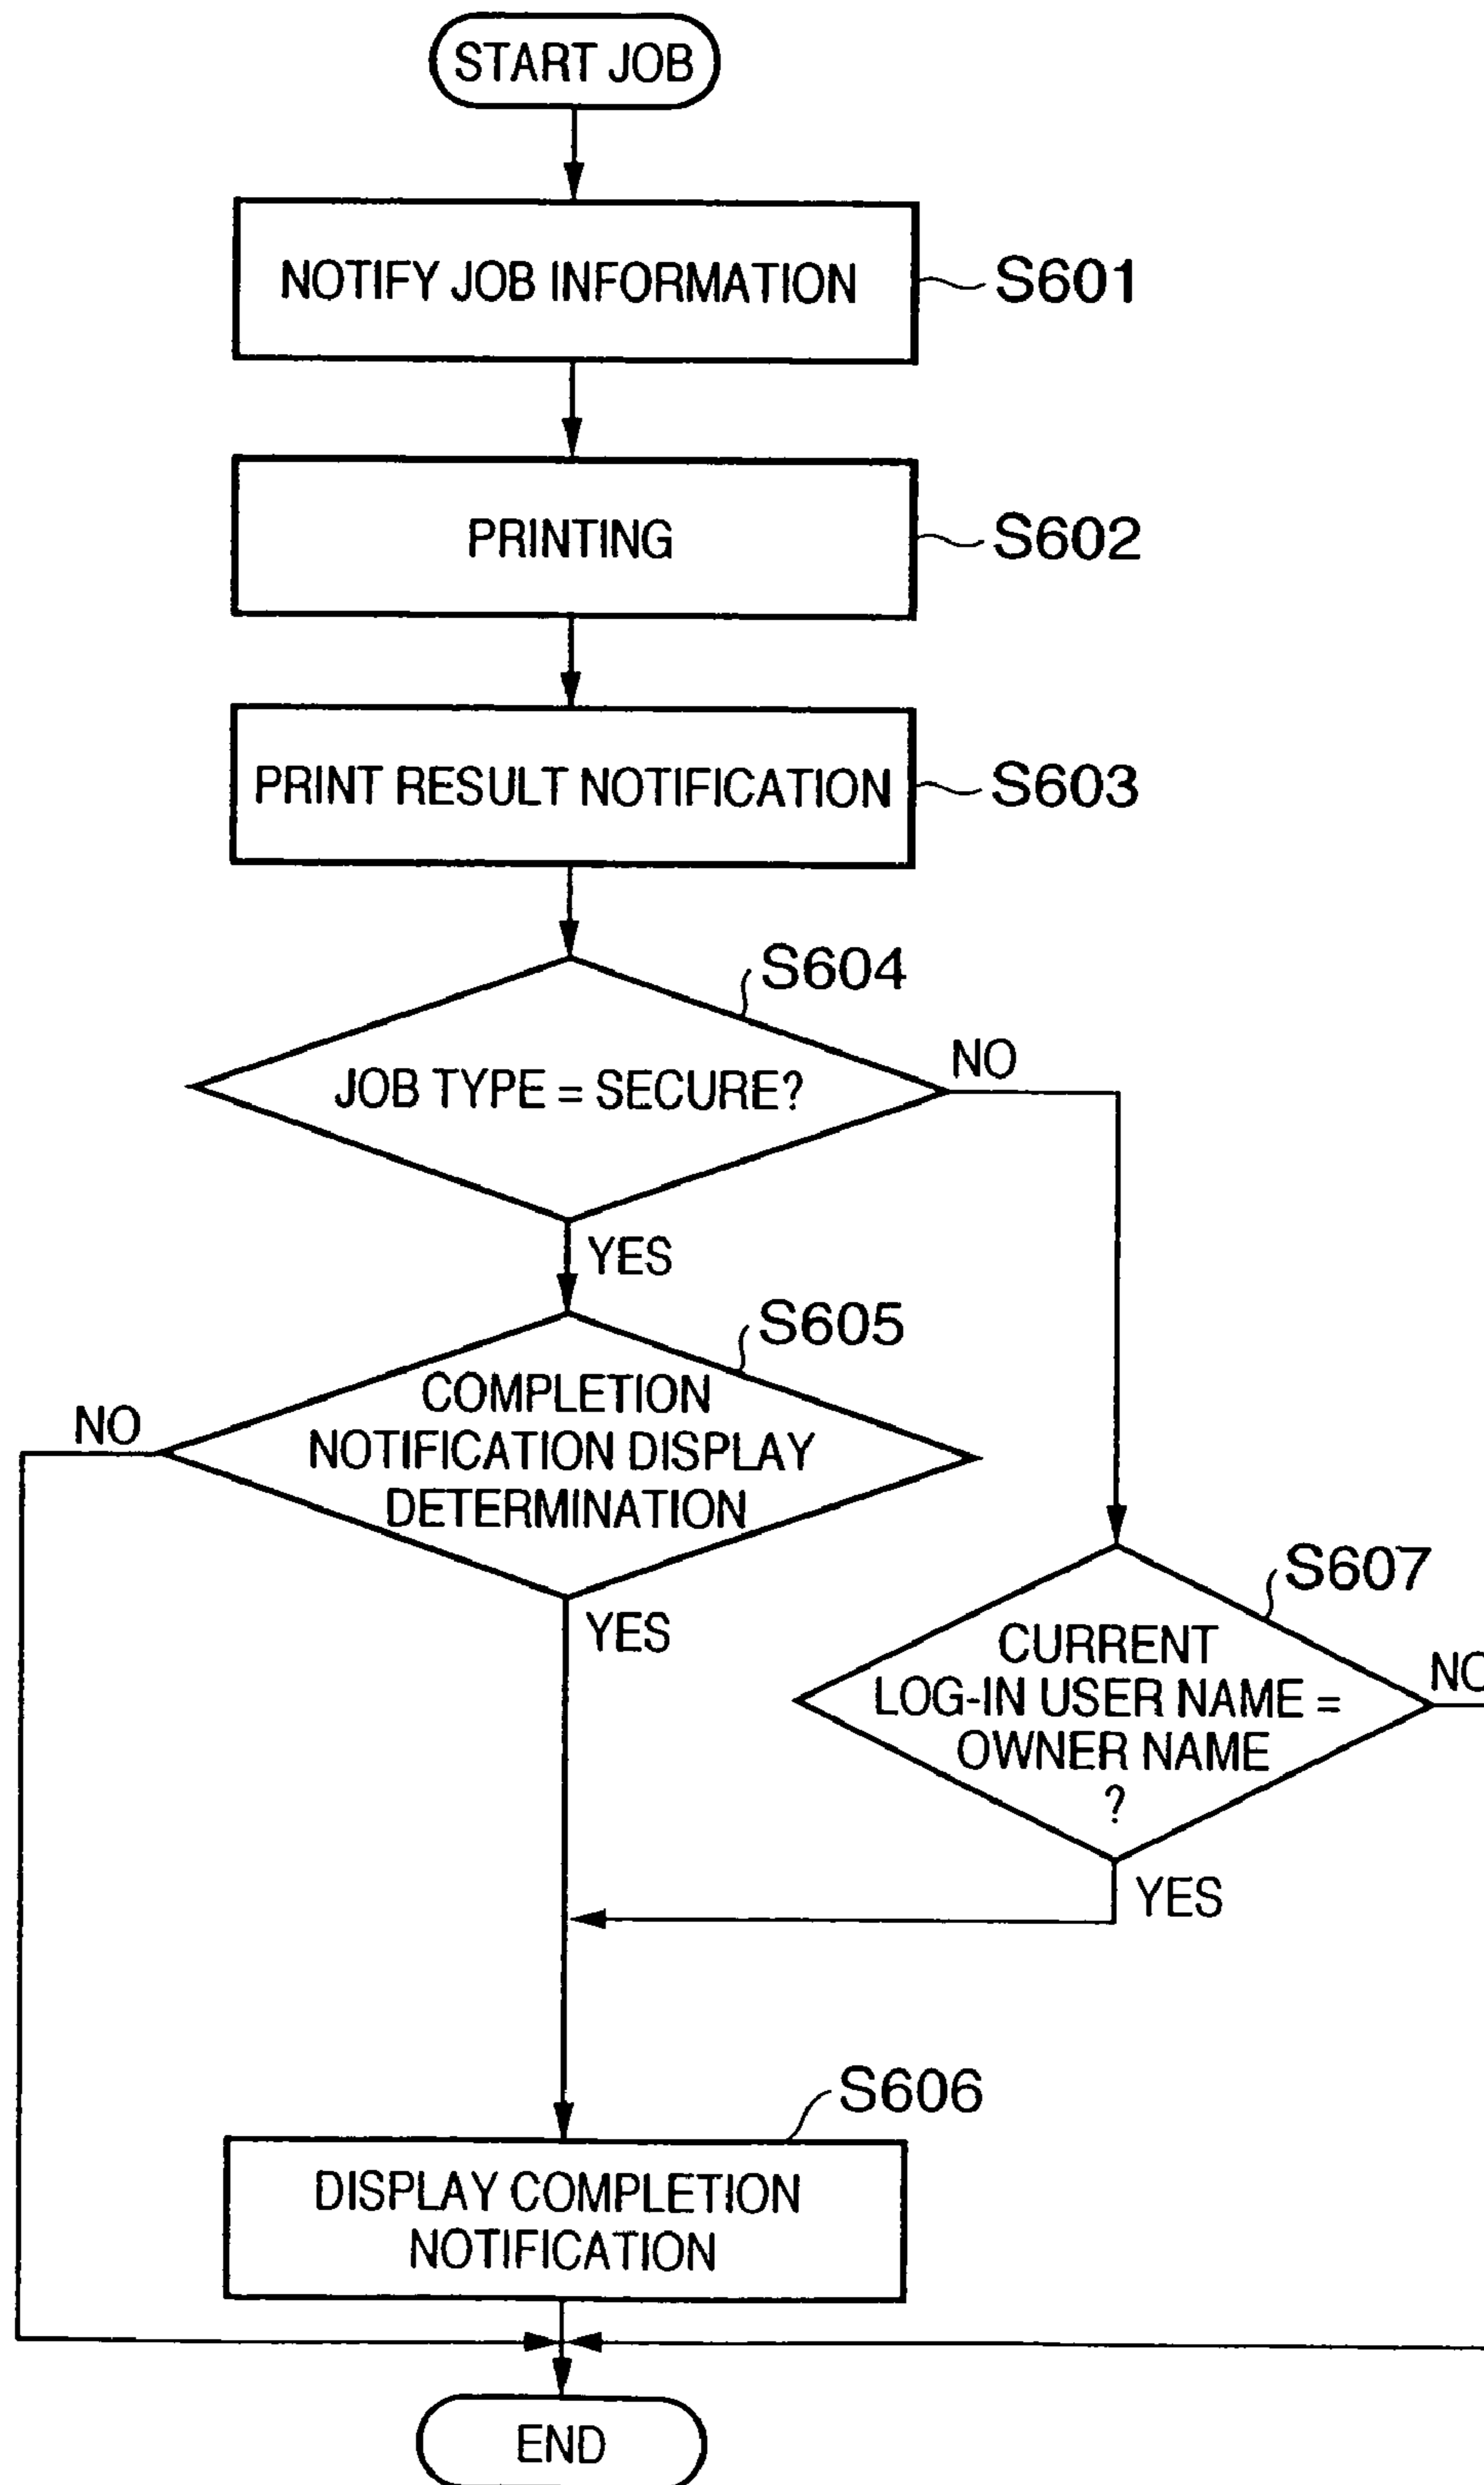 START JOB
NOTIFY JOB INFORMATION
S601
PRINTING
S602
PRINT RESULT NOTIFICATION
S603
S604
JOB TYPE = SECURE?
NO
YES
S605
COMPLETION
NOTIFICATION DISPLAY
DETERMINATION
NO
YES
S607
CURRENT
LOG-IN USER NAME =
OWNER NAME
?
NO
YES
S606
DISPLAY COMPLETION
NOTIFICATION
END